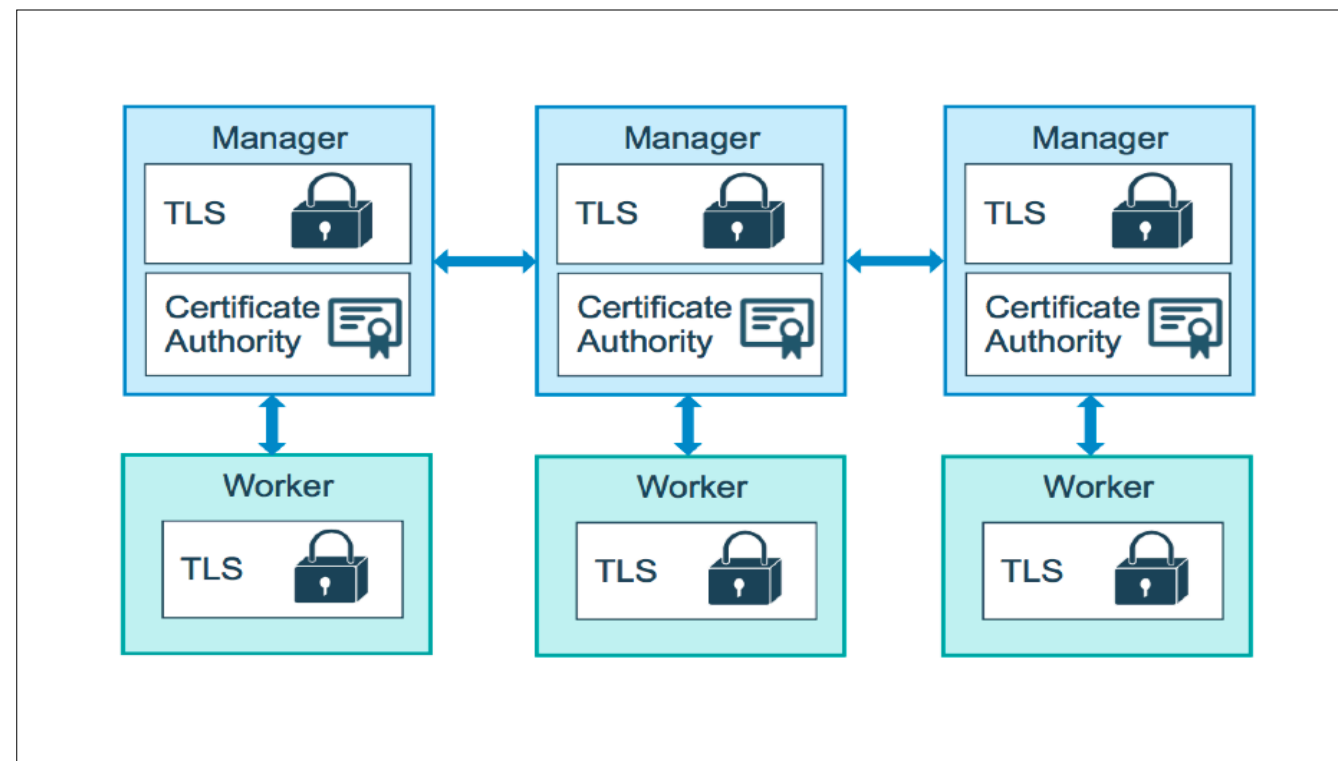 Manager
TLS
Certificate
Authority
Manager
TLS
Certificate
Authority
Manager
TLS
Certificate
Authority
Worker
TLS
Worker
TLS
Worker
TLS